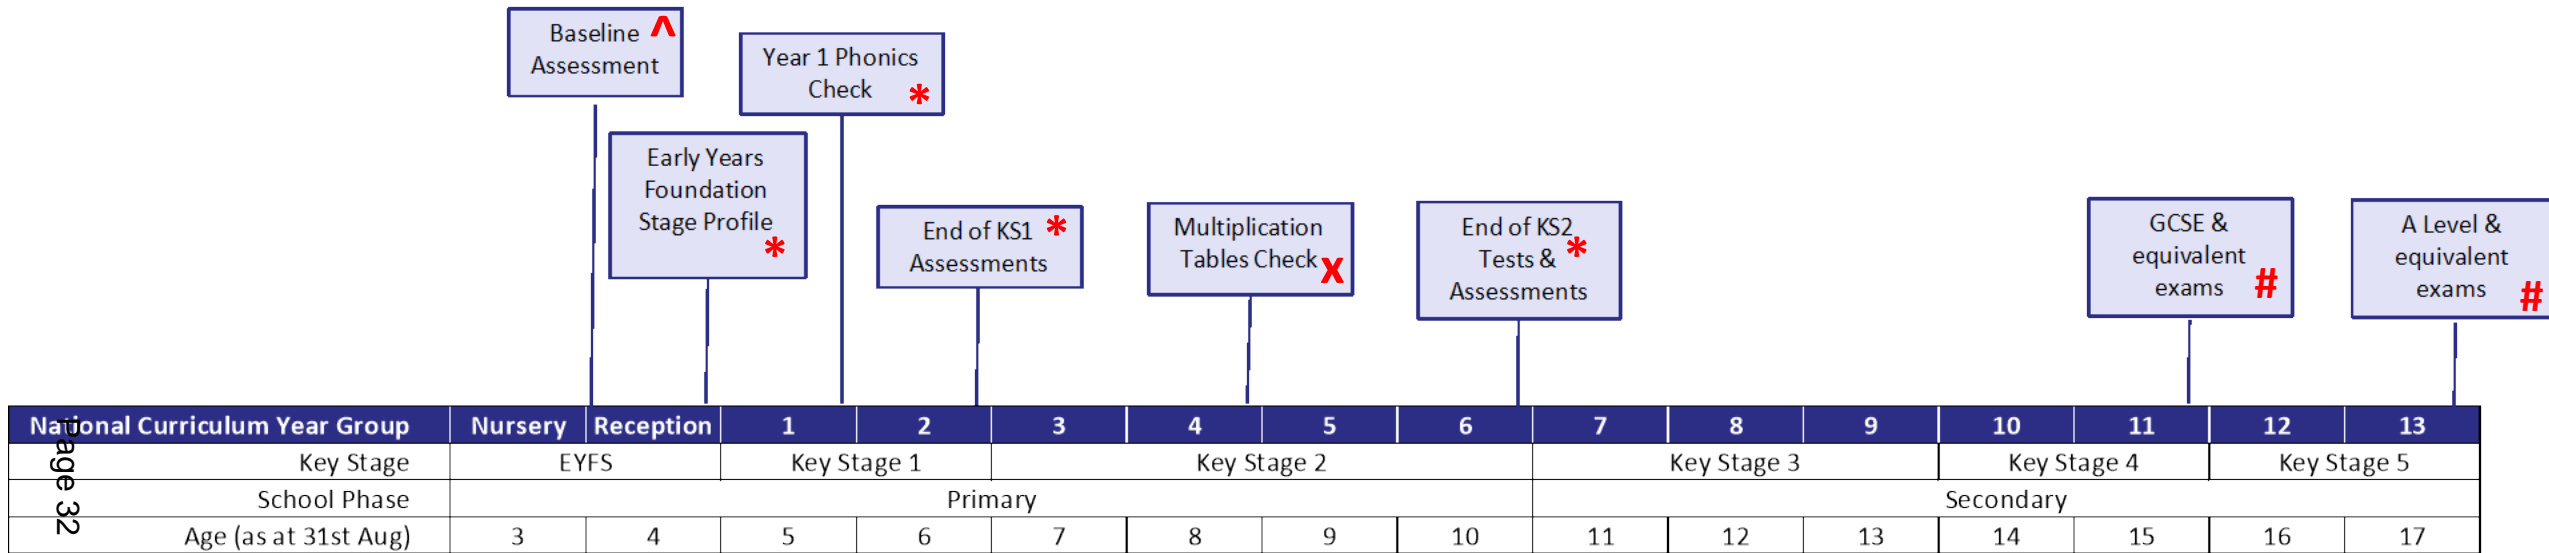 Baseline ^
Assessment
Year 1 Phonics
Check *
Early Years
Foundation
Stage Profile
*
End of KS1 *
Assessments
Multiplication
Tables Check x
End of KS2
Tests & *
Assessments
GCSE &
equivalent
exams #
A Level &
equivalent
exams #
National Curriculum Year Group Nursery Reception 1 2 3 4 5 6 7 8 9 10 11 12 13
Key Stage EYFS Key Stage 1 Key Stage 2 Key Stage 3 Key Stage 4 Key Stage 5
School Phase Primary Secondary
Age (as at 31st Aug) 3 4 5 6 7 8 9 10 11 12 13 14 15 16 17
Page 32